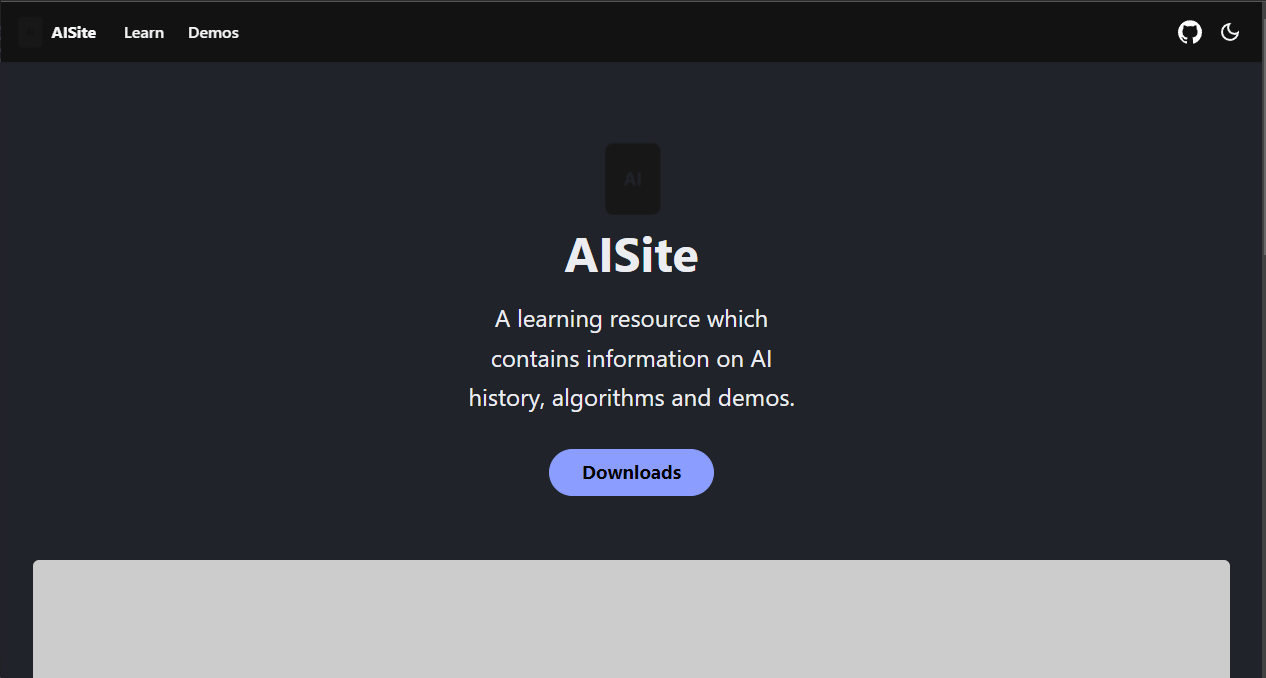 AISite
Learn
Demos
AI
AISite
A learning resource which
contains information on AI
history, algorithms and demos.
Downloads